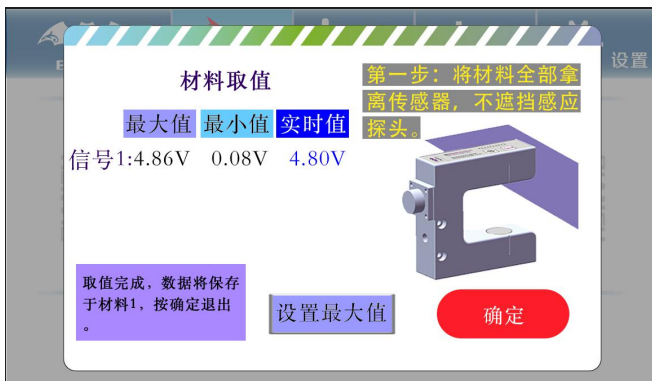 设置
材料取值
第一步：将材料全部拿
离传感器，不遮挡感应
探头。
最大值 最小值 实时值
信号1:4.86V 0.08V 4.80V
取值完成，数据将保存
于材料1，按确定退出
。
设置最大值
确定